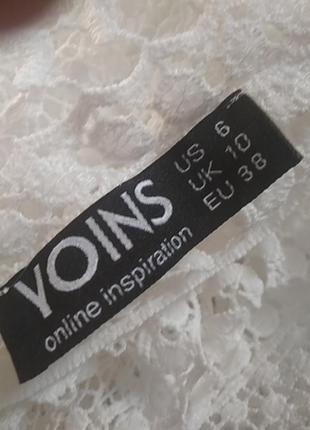 YOINS
online inspiration
US 6
UK 10
EU 38